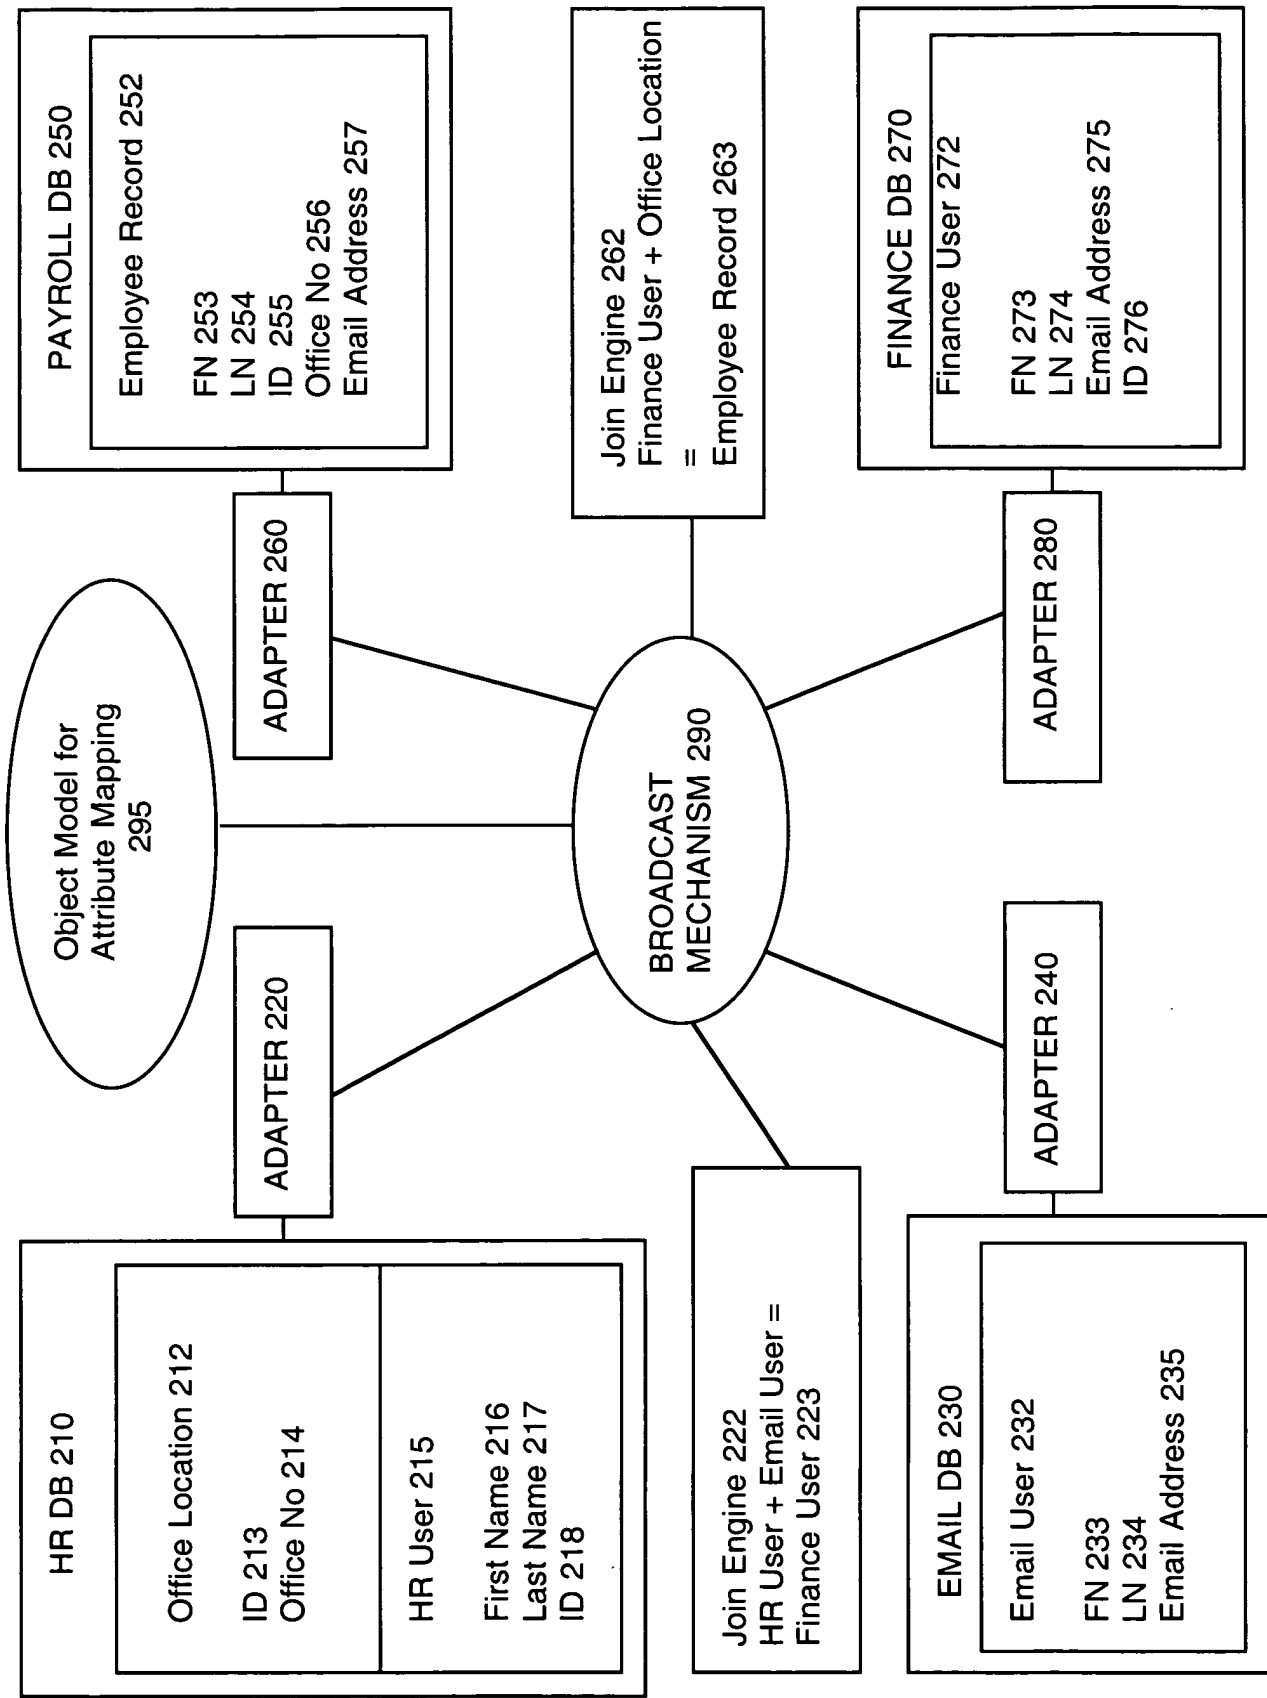 HR DB 210
Office Location 212
ID 213
Office No 214
HR User 215
First Name 216
Last Name 217
ID 218
ADAPTER 220
Object Model for
Attribute Mapping
295
ADAPTER 260
PAYROLL DB 250
Employee Record 252
FN 253
LN 254
ID 255
Office No 256
Email Address 257
Join Engine 222
HR User + Email User =
Finance User 223
BROADCAST
MECHANISM 290
Join Engine 262
Finance User + Office Location
=
Employee Record 263
EMAIL DB 230
Email User 232
FN 233
LN 234
Email Address 235
ADAPTER 240
ADAPTER 280
FINANCE DB 270
Finance User 272
FN 273
LN 274
Email Address 275
ID 276